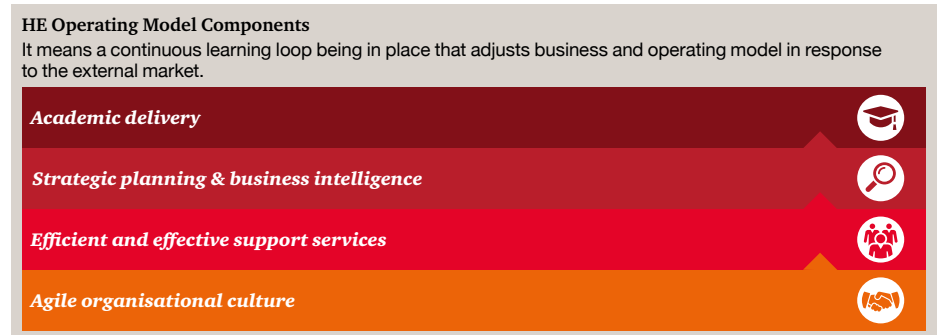 HE Operating Model Components
It means a continuous learning loop being in place that adjusts business and operating model in response
to the external market.
Academic delivery
Strategic planning & business intelligence
Efficient and effective support services
Agile organisational culture